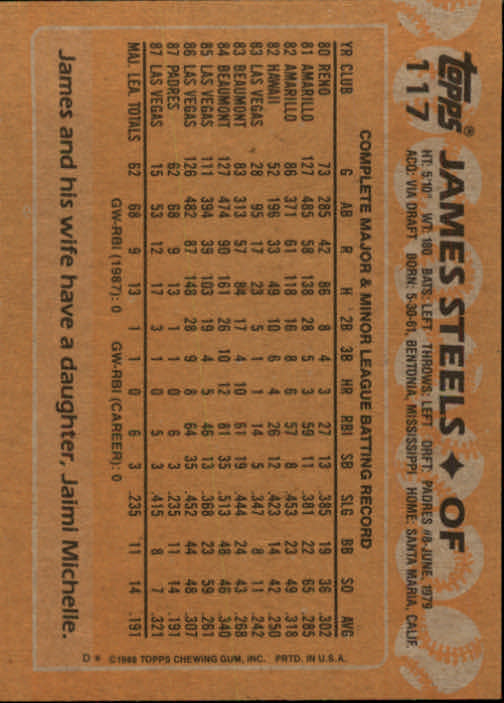 topps JAMES STEELS ✦ OF
117
HT: 5'10" WT: 180 BATS: LEFT THROWS: LEFT DRFT: PADRES #8-JUNE, 1979
ACQ: VIA DRAFT BORN: 5-30-61, BENTONIA, MISSISSIPPI HOME: SANTA MARIA, CALIF.
COMPLETE MAJOR & MINOR LEAGUE BATTING RECORD
YR CLUB G AB R H 2B 3B HR RBI SB SLG BB SO AVG
80 RENO 73 285 42 86 8 4 3 27 13 .385 19 36 .302
81 AMARILLO 127 485 58 138 28 5 3 59 11 .381 22 65 .285
82 AMARILLO 86 371 61 118 16 8 6 57 8 .453 23 49 .318
82 HAWAII 52 196 33 49 10 6 4 26 12 .423 14 42 .250
83 LAS VEGAS 28 95 17 23 5 1 1 14 5 .347 8 11 .242
83 BEAUMONT 83 313 57 84 17 4 10 61 19 .444 24 43 .268
84 BEAUMONT 127 474 90 161 26 10 12 81 35 .513 48 46 .340
85 LAS VEGAS 111 394 39 103 19 4 5 46 13 .368 23 59 .261
86 LAS VEGAS 126 482 87 148 28 9 8 64 35 .452 44 48 .307
87 PADRES 62 68 9 13 1 1 0 6 3 .235 11 14 .191
87 LAS VEGAS 15 53 12 17 3 1 0 5 3 .415 8 7 .321
MAJ. LEA. TOTALS 62 68 9 13 1 1 0 6 3 .235 11 14 .191
GW-RBI (1987): 0 GW-RBI (CAREER): 0
James and his wife have a daughter, Jaimi Michelle.
D * ©1988 TOPPS CHEWING GUM, INC. PRTD. IN U.S.A.